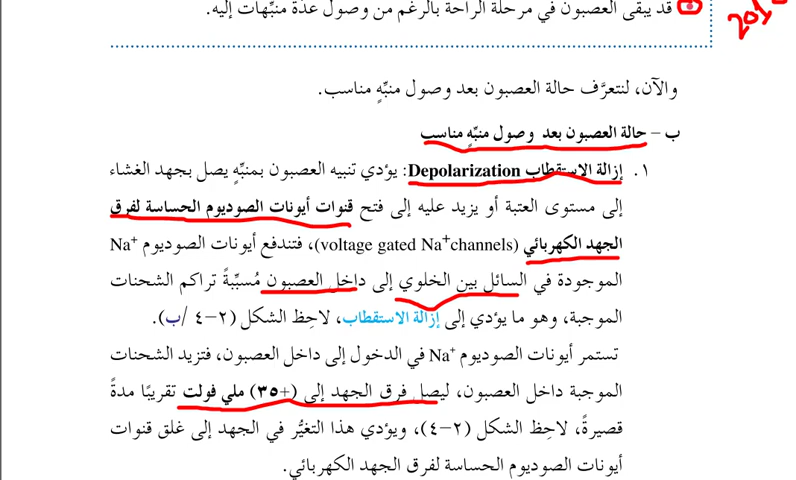 قد يبقى العصبون في مرحلة الراحة بالرغم من وصول عدّة منبِّهات إليه.
والآن، لنتعرَّف حالة العصبون بعد وصول منبِّهٍ مناسب.
ب – حالة العصبون بعد وصول منبِّهٍ مناسب
١. إزالة الاستقطاب Depolarization: يؤدي تنبيه العصبون بمنبِّهٍ يصل بجهد الغشاء
إلى مستوى العتبة أو يزيد عليه إلى فتح قنوات أيونات الصوديوم الحساسة لفرق
الجهد الكهربائي (voltage gated Na+channels)، فتندفع أيونات الصوديوم Na+
الموجودة في السائل بين الخلوي إلى داخل العصبون مُسبِّبةً تراكم الشحنات
الموجبة، وهو ما يؤدي إلى إزالة الاستقطاب، لاحِظ الشكل (٢-٤/ب).
تستمر أيونات الصوديوم Na+ في الدخول إلى داخل العصبون، فتزيد الشحنات
الموجبة داخل العصبون، ليصل فرق الجهد إلى (+٣٥) ملي فولت تقريبًا مدةً
قصيرةً، لاحِظ الشكل (٢-٤)، ويؤدي هذا التغيُّر في الجهد إلى غلق قنوات
أيونات الصوديوم الحساسة لفرق الجهد الكهربائي.